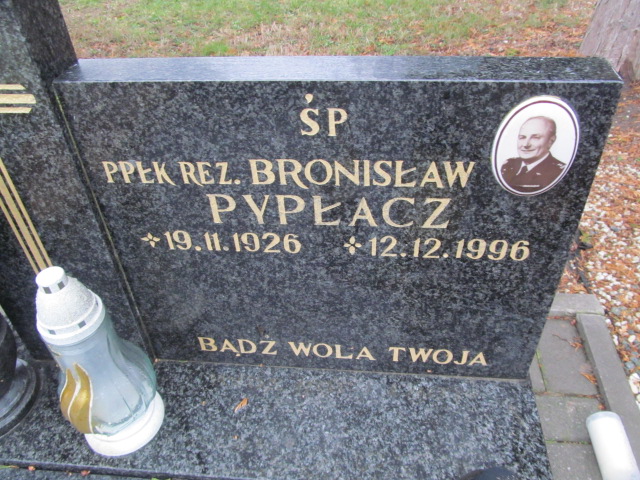 ŚP
PPŁK REZ. BRONISŁAW
PYPŁACZ
19.11.1926 12.12.1996
BĄDŹ WOLA TWOJA